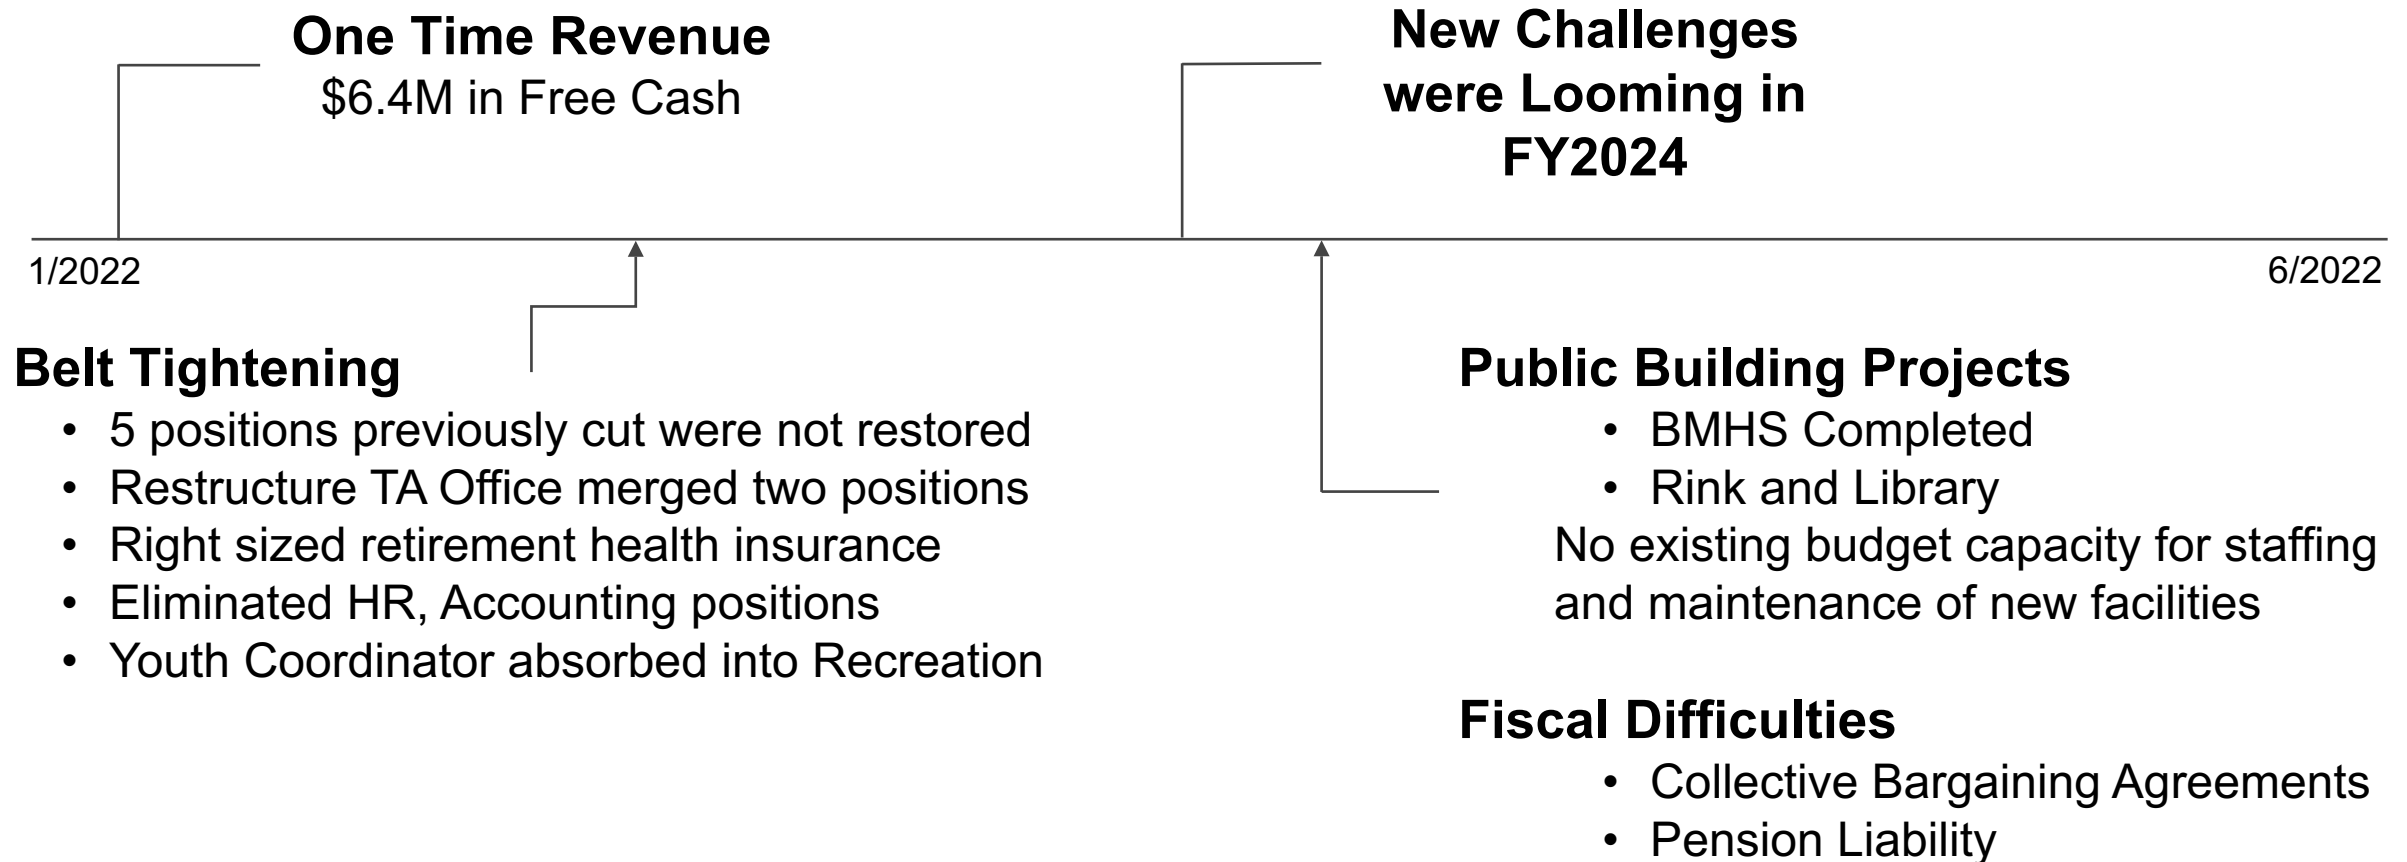 One Time Revenue
$6.4M in Free Cash
New Challenges
were Looming in
FY2024
1/2022
6/2022
Belt Tightening
• 5 positions previously cut were not restored
• Restructure TA Office merged two positions
• Right sized retirement health insurance
• Eliminated HR, Accounting positions
• Youth Coordinator absorbed into Recreation
Public Building Projects
• BMHS Completed
• Rink and Library
No existing budget capacity for staffing
and maintenance of new facilities
Fiscal Difficulties
• Collective Bargaining Agreements
• Pension Liability